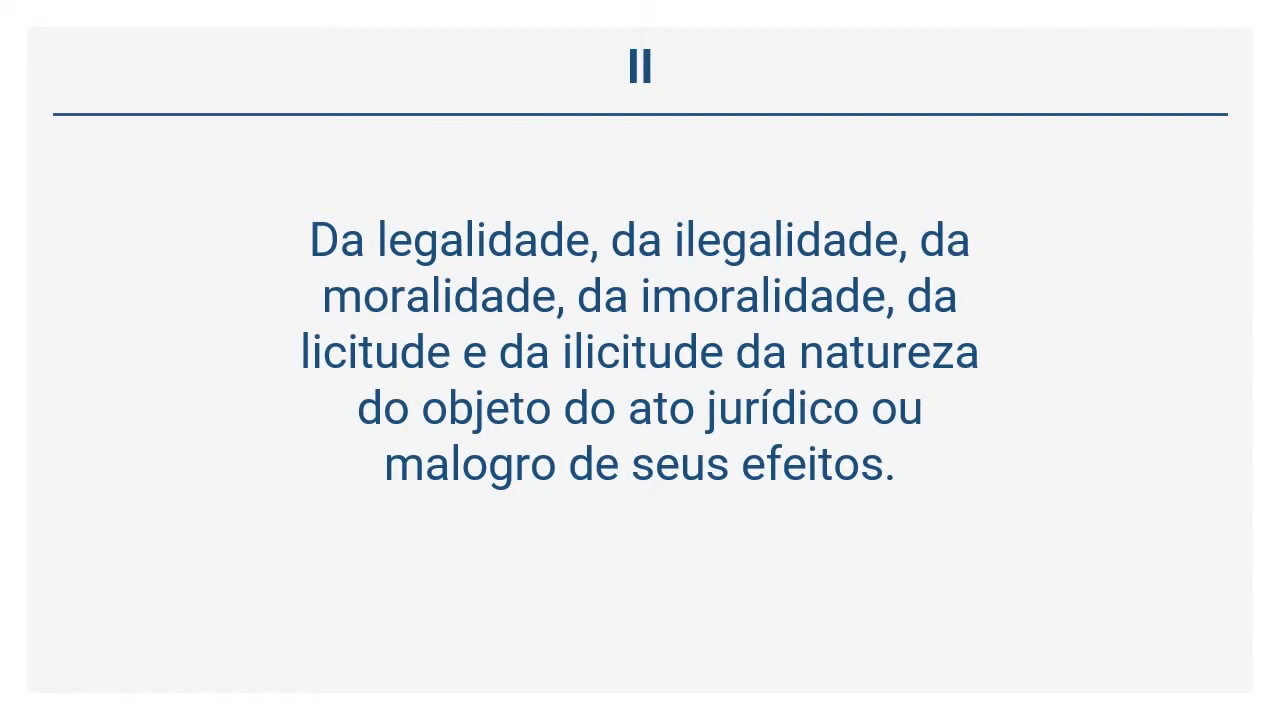 II
Da legalidade, da ilegalidade, da
moralidade, da imoralidade, da
licitude e da ilicitude da natureza
do objeto do ato jurídico ou
malogro de seus efeitos.